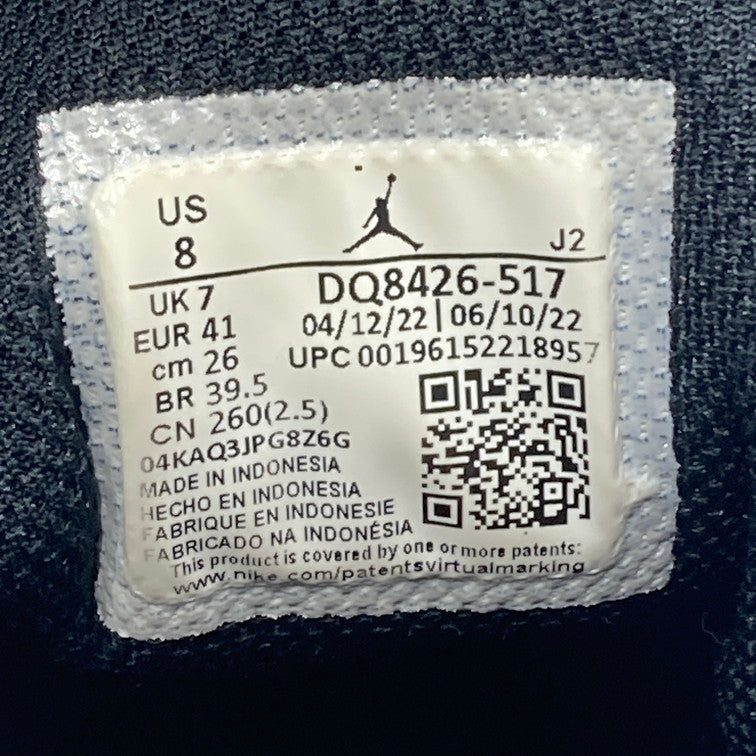 US
8
J2
UK 7
EUR 41
cm 26
BR 39.5
CN 260(2.5)
DQ8426-517
04/12/22 | 06/10/22
UPC 00196152218957
04KAQ3JPG8Z6G
MADE IN INDONESIA
HECHO EN INDONESIA
FABRIQUE EN INDONESIE
FABRICADO NA INDONÉSIA
This product is covered by one or more patents:
www.nike.com/patentsvirtualmarking